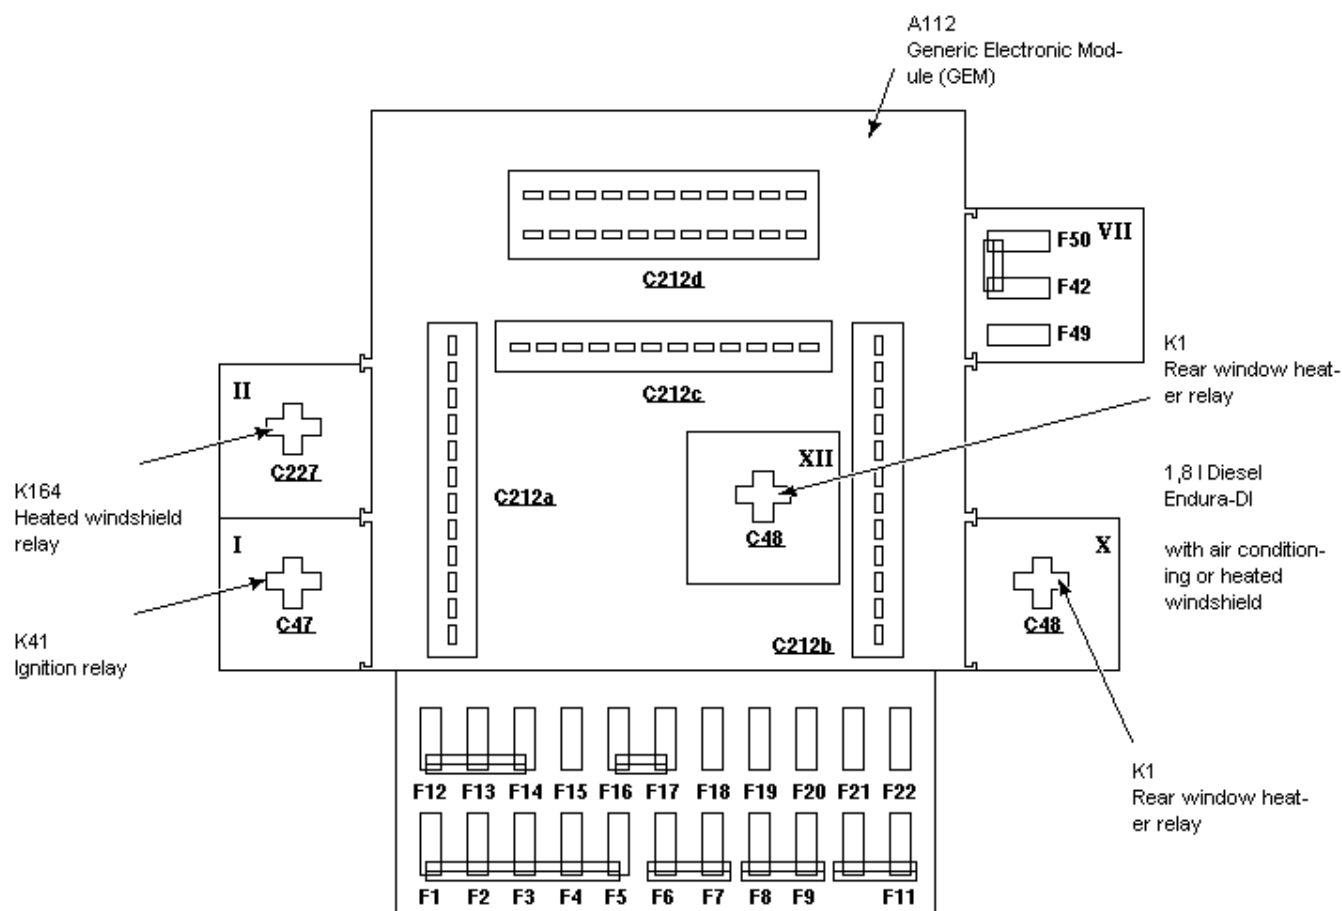 A112
Generic Electronic Mod-
ule (GEM)
F50
VII
C212d
F42
F49
K1
Rear window heat-
er relay
II
C212c
XII
C227
C212a
1,8 l Diesel
Endura-DI
K164
Heated windshield
relay
C48
I
X
with air condition-
ing or heated
windshield
C47
C48
K41
Ignition relay
C212b
K1
Rear window heat-
er relay
F12 F13 F14 F15 F16 F17 F18 F19 F20 F21 F22
F1 F2 F3 F4 F5 F6 F7 F8 F9 F11